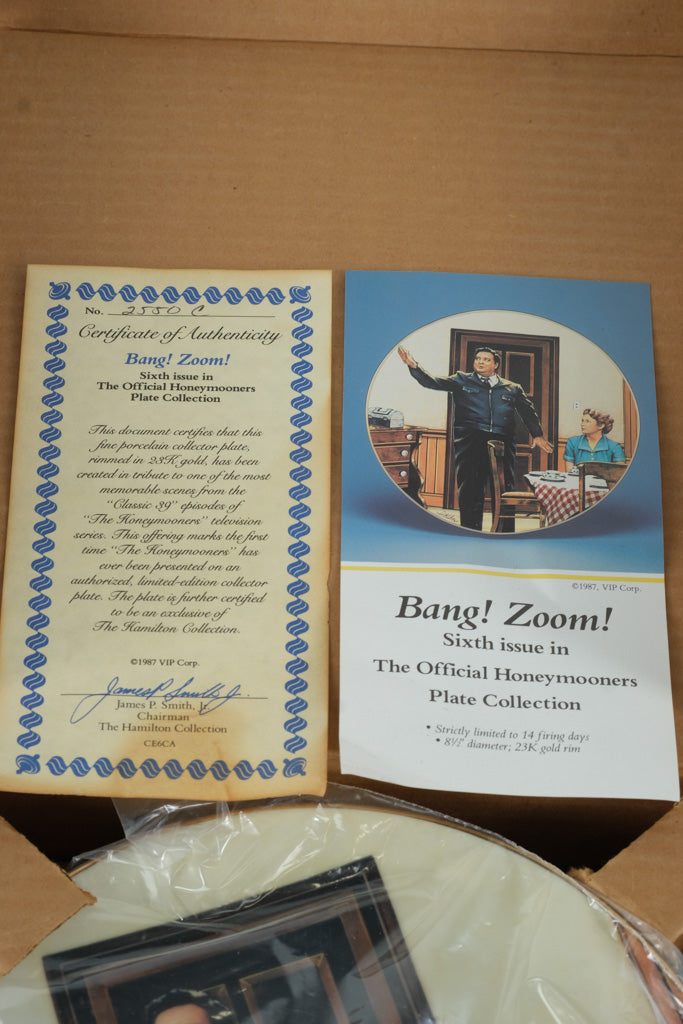 No. 2550 C
Certificate of Authenticity
Bang! Zoom!
Sixth issue in
The Official Honeymooners
Plate Collection
This document certifies that this
fine porcelain collector plate,
rimmed in 23K gold, has been
created in tribute to one of the most
memorable scenes from the
"Classic 39" episodes of
"The Honeymooners" television
series. This offering marks the first
time "The Honeymooners" has
ever been presented on an
authorized, limited-edition collector
plate. The plate is further certified
to be an exclusive of
The Hamilton Collection.
©1987 VIP Corp.
James P. Smith Jr.
James P. Smith, Jr.
Chairman
The Hamilton Collection
CE6CA
©1987, VIP Corp.
Bang! Zoom!
Sixth issue in
The Official Honeymooners
Plate Collection
• Strictly limited to 14 firing days
• 8½" diameter; 23K gold rim